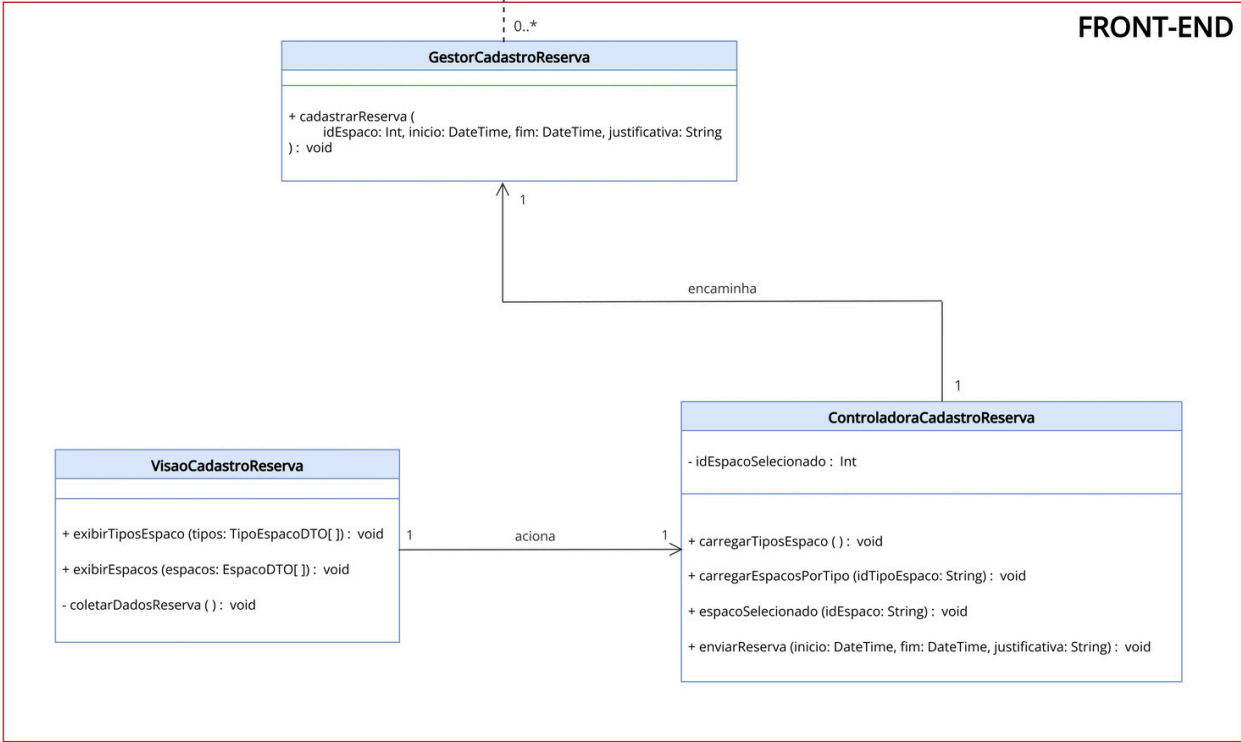 FRONT-END
0..*
GestorCadastroReserva
+ cadastrarReserva (
idEspaco: Int, inicio: DateTime, fim: DateTime, justificativa: String
) : void
1
encaminha
1
ControladoraCadastroReserva
- idEspacoSelecionado : Int
+ carregarTiposEspaco ( ) : void
+ carregarEspacosPorTipo (idTipoEspaco: String) : void
+ espacoSelecionado (idEspaco: String) : void
+ enviarReserva (inicio: DateTime, fim: DateTime, justificativa: String) : void
VisaoCadastroReserva
+ exibirTiposEspaco (tipos: TipoEspacoDTO[ ]) : void
+ exibirEspacos (espacos: EspacoDTO[ ]) : void
- coletarDadosReserva ( ) : void
1
aciona
1